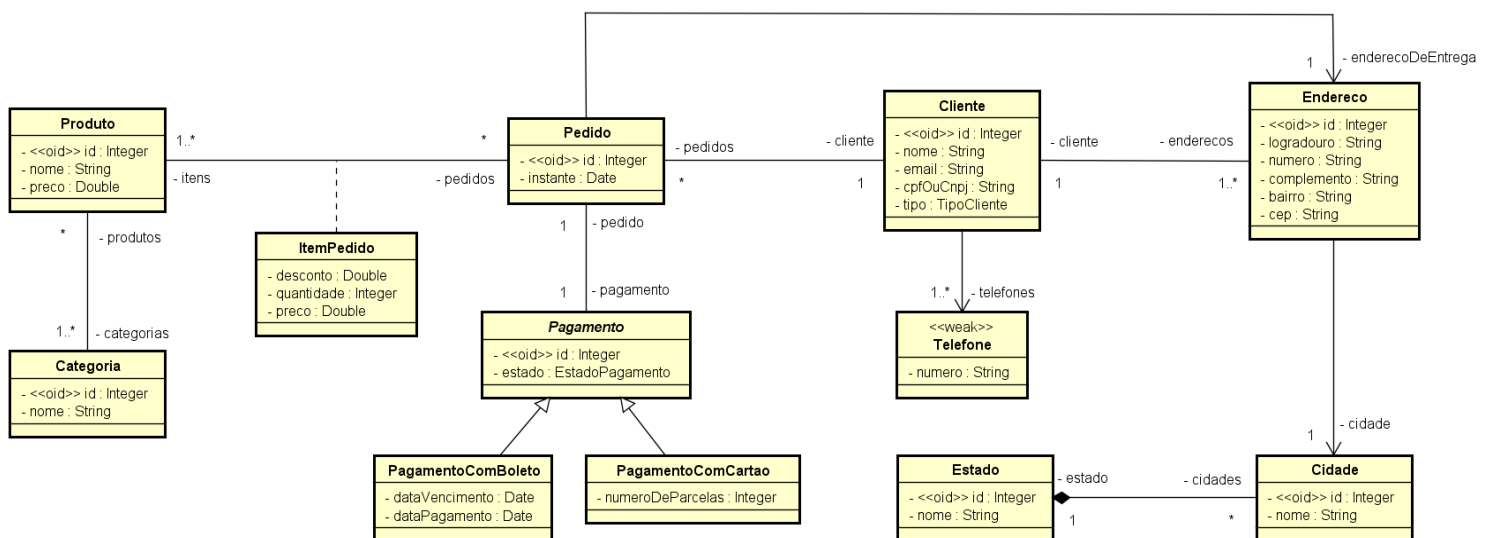 - enderecoDeEntrega
1
Produto
- <<oid>> id : Integer
- nome : String
- preco : Double
1..*
- itens
*
- pedidos
Pedido
- <<oid>> id : Integer
- instante : Date
- pedidos
*
- cliente
1
Cliente
- <<oid>> id : Integer
- nome : String
- email : String
- cpfOuCnpj : String
- tipo : TipoCliente
- cliente
1
- enderecos
1..*
Endereco
- <<oid>> id : Integer
- logradouro : String
- numero : String
- complemento : String
- bairro : String
- cep : String
* - produtos
1..* - categorias
ItemPedido
- desconto : Double
- quantidade : Integer
- preco : Double
1 - pedido
1 - pagamento
1..* - telefones
Categoria
- <<oid>> id : Integer
- nome : String
Pagamento
- <<oid>> id : Integer
- estado : EstadoPagamento
<<weak>>
Telefone
- numero : String
- cidade
1
PagamentoComBoleto
- dataVencimento : Date
- dataPagamento : Date
PagamentoComCartao
- numeroDeParcelas : Integer
Estado
- <<oid>> id : Integer
- nome : String
- estado
1
- cidades
*
Cidade
- <<oid>> id : Integer
- nome : String